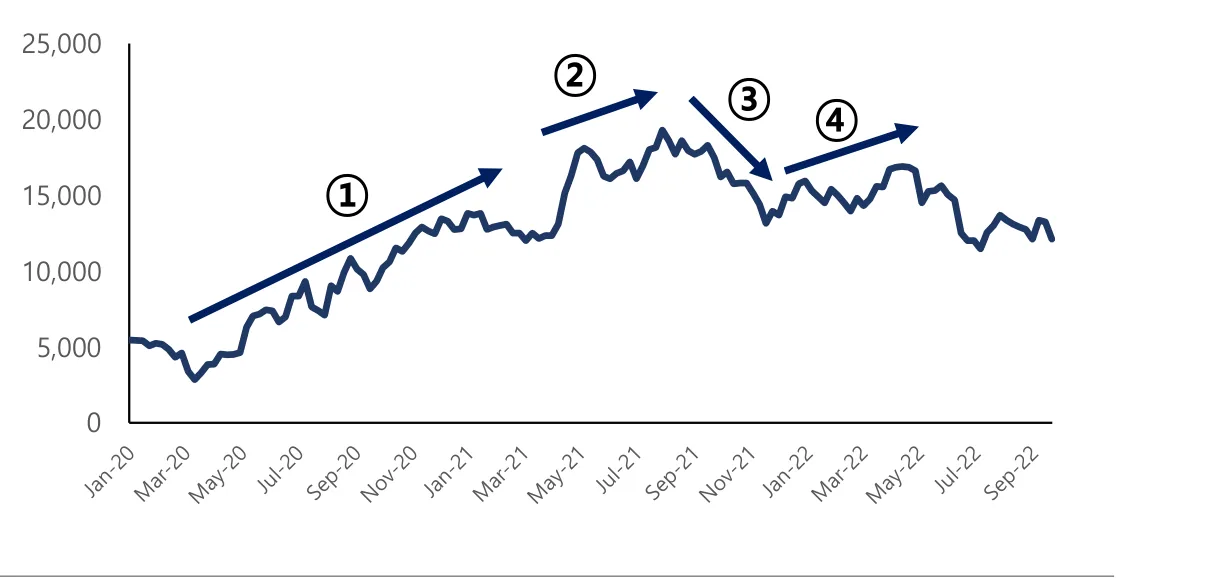 25,000
20,000
15,000
10,000
5,000
0
①
②
③
④
Jan-20
Mar-20
May-20
Jul-20
Sep-20
Nov-20
Jan-21
Mar-21
May-21
Jul-21
Sep-21
Nov-21
Jan-22
Mar-22
May-22
Jul-22
Sep-22